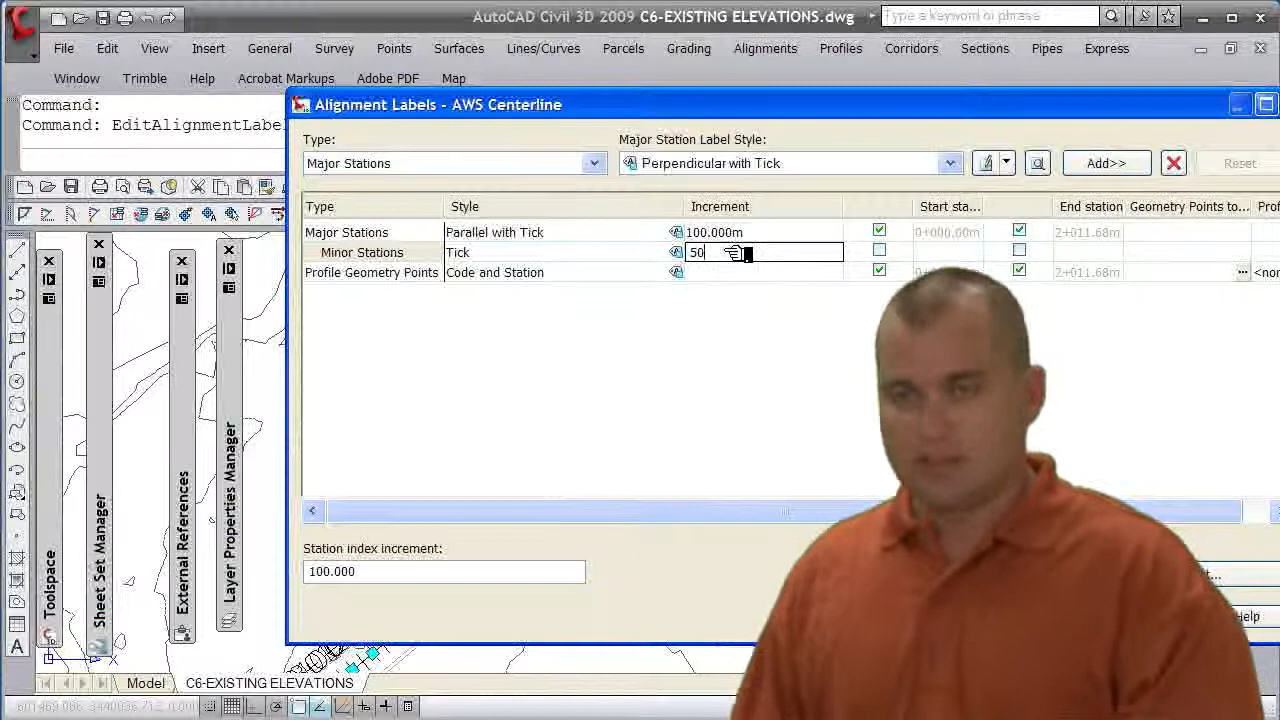 AutoCAD Civil 3D 2009 C6-EXISTING ELEVATIONS.dwg
Type a keyword or phrase
File Edit View Insert General Survey Points Surfaces Lines/Curves Parcels Grading Alignments Profiles Corridors Sections Pipes Express
Window Trimble Help Acrobat Markups Adobe PDF Map
Command:
Command: EditAlignmentLabel
Alignment Labels - AWS Centerline
Type: Major Station Label Style:
Major Stations Perpendicular with Tick Add>> Reset
Type Style Increment Start sta... End station Geometry Points to...
Major Stations Parallel with Tick 100.000m 0+000.00m 2+011.68m
Minor Stations Tick 50
Profile Geometry Points Code and Station 0+000.00m 2+011.68m ...
Station index increment:
100.000
Help
Toolspace
Sheet Set Manager
External References
Layer Properties Manager
Model C6-EXISTING ELEVATIONS